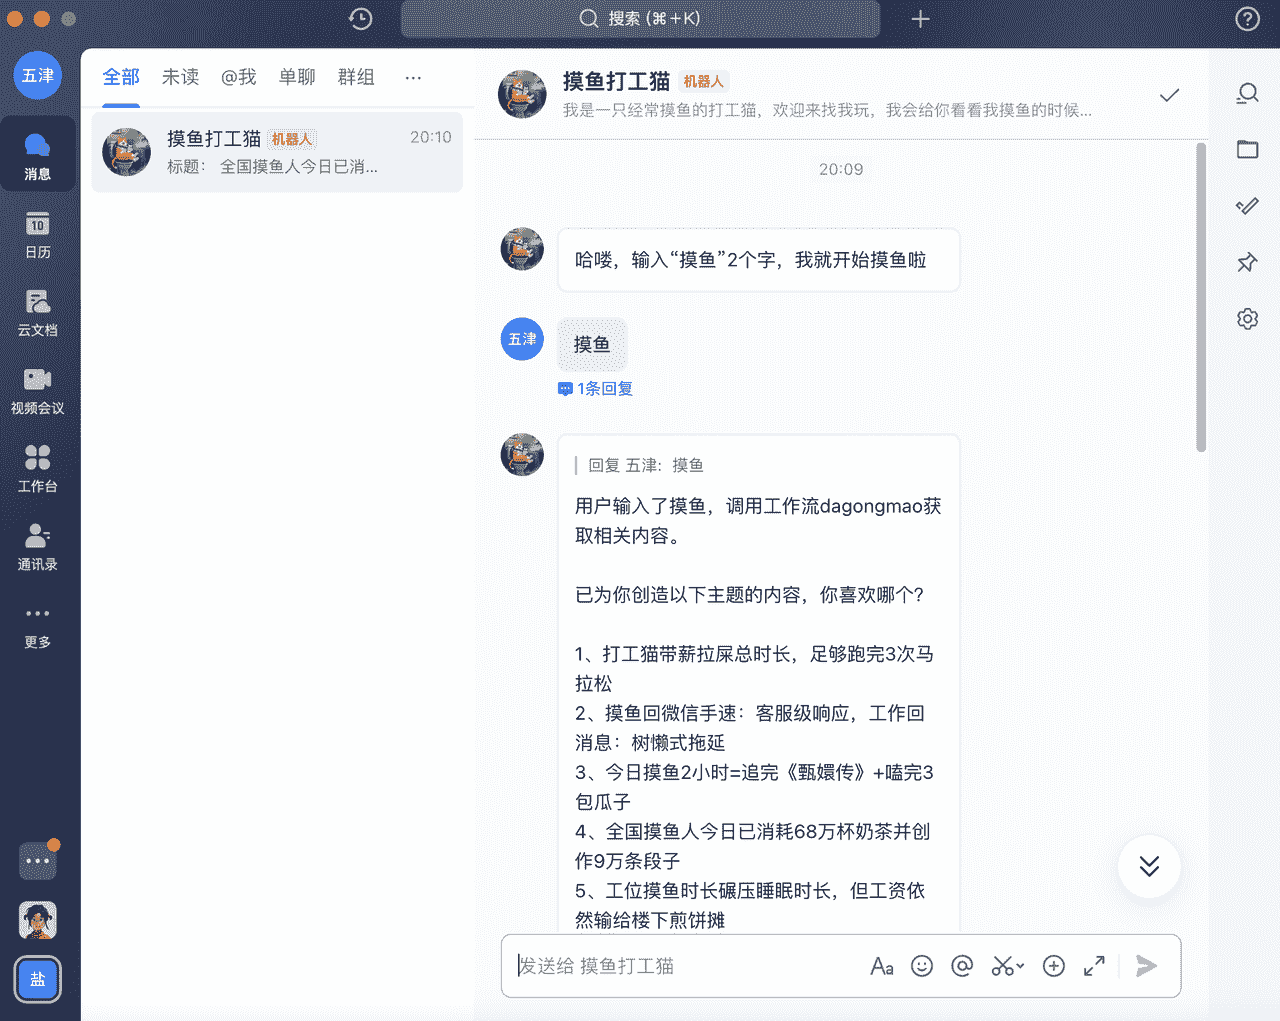 搜索 (⌘+K)
五津
消息
10
日历
云文档
视频会议
工作台
通讯录
更多
盐
全部 未读 @我 单聊 群组 ...
摸鱼打工猫 机器人 20:10
标题： 全国摸鱼人今日已消...
摸鱼打工猫 机器人
我是一只经常摸鱼的打工猫，欢迎来找我玩，我会给你看看我摸鱼的时候...
20:09
哈喽，输入“摸鱼”2个字，我就开始摸鱼啦
五津
摸鱼
1条回复
回复 五津：摸鱼
用户输入了摸鱼，调用工作流dagongmao获
取相关内容。
已为你创造以下主题的内容，你喜欢哪个？
1、打工猫带薪拉屎总时长，足够跑完3次马
拉松
2、摸鱼回微信手速：客服级响应，工作回
消息：树懒式拖延
3、今日摸鱼2小时=追完《甄嬛传》+嗑完3
包瓜子
4、全国摸鱼人今日已消耗68万杯奶茶并创
作9万条段子
5、工位摸鱼时长碾压睡眠时长，但工资依
然输给楼下煎饼摊
发送给 摸鱼打工猫
Aa